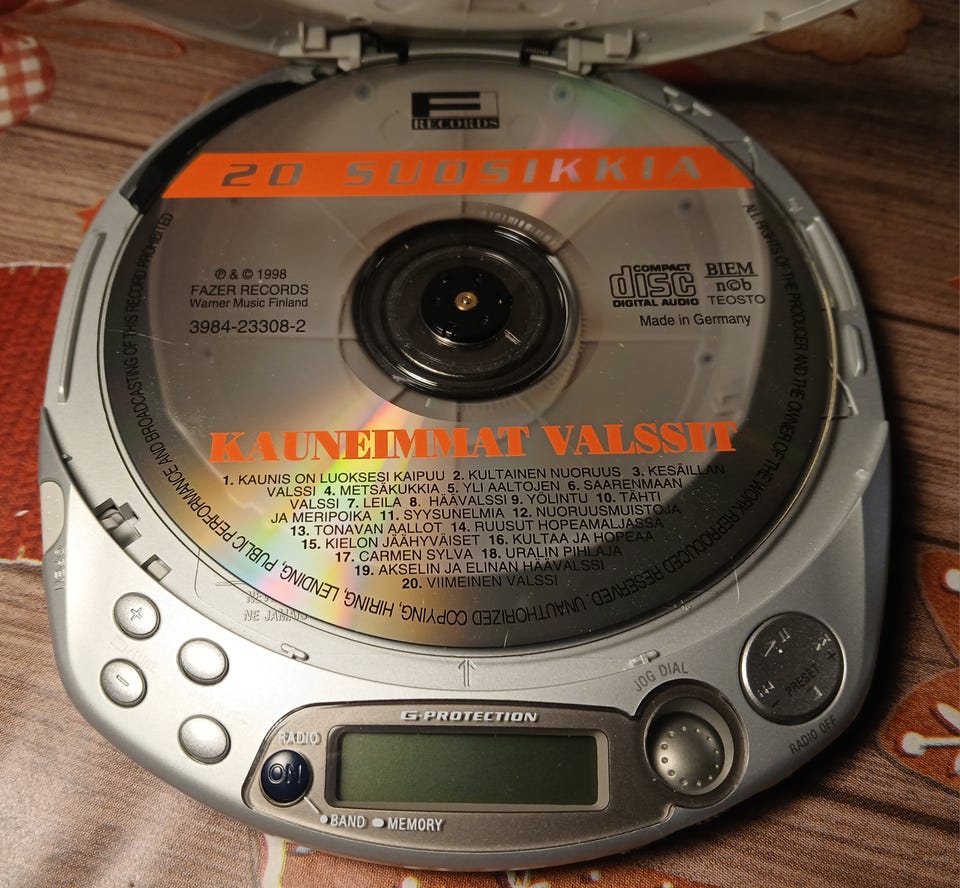 F
RECORDS
20 SUOSIKKIA
ALL RIGHTS OF THE PRODUCER AND THE OWNER OF THE WORK REPRODUCED RESERVED. UNAUTHORIZED COPYING, HIRING, LENDING, PUBLIC PERFORMANCE AND BROADCASTING OF THIS RECORD PROHIBITED
℗ & © 1998
FAZER RECORDS
Warner Music Finland
3984-23308-2
COMPACT
disc
DIGITAL AUDIO
BIEM
n©b
TEOSTO
Made in Germany
KAUNEIMMAT VALSSIT
1. KAUNIS ON LUOKSESI KAIPUU 2. KULTAINEN NUORUUS 3. KESÄILLAN
VALSSI 4. METSÄKUKKIA 5. YLI AALTOJEN 6. SAARENMAAN
VALSSI 7. LEILA 8. HÄÄVALSSI 9. YÖLINTU 10. TÄHTI
JA MERIPOIKA 11. SYYSUNELMIA 12. NUORUUSMUISTOJA
13. TONAVAN AALLOT 14. RUUSUT HOPEAMALJASSA
15. KIELON JÄÄHYVÄISET 16. KULTAA JA HOPEAA
17. CARMEN SYLVA 18. URALIN PIHLAJA
19. AKSELIN JA ELINAN HÄÄVALSSI
20. VIIMEINEN VALSSI
NE JAMAIS
JOG DIAL
PRESET
+
-
RADIO OFF
+
-
G-PROTECTION
RADIO
ON
BAND MEMORY